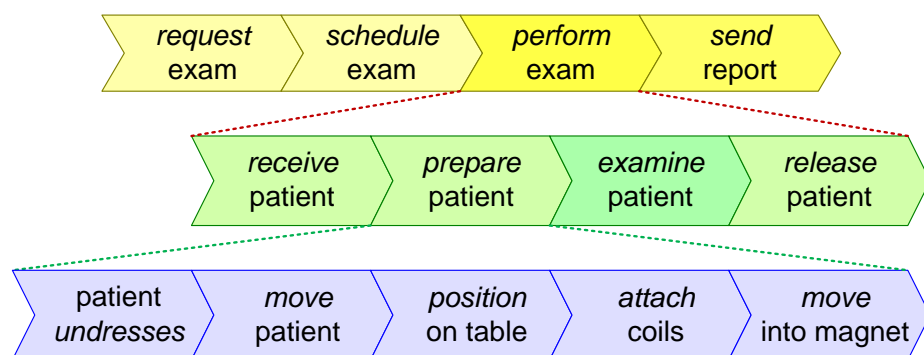 request
exam
schedule
exam
perform
exam
send
report
receive
patient
prepare
patient
examine
patient
release
patient
patient
undresses
move
patient
position
on table
attach
coils
move
into magnet